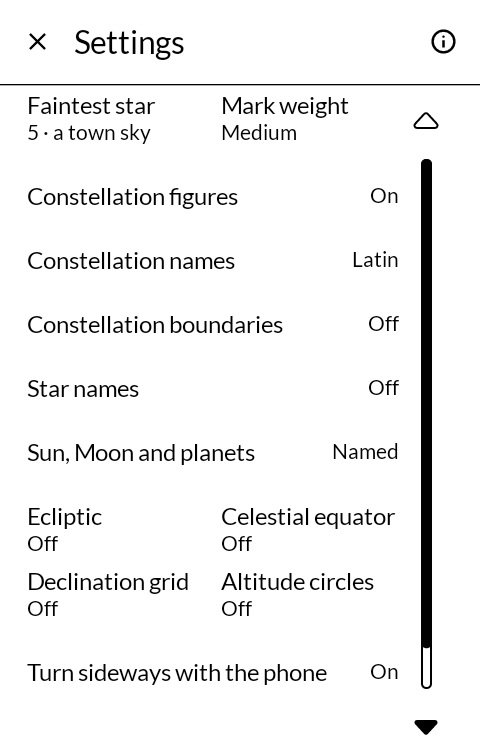 Settings
Faintest star Mark weight
5 · a town sky Medium
Constellation figures On
Constellation names Latin
Constellation boundaries Off
Star names Off
Sun, Moon and planets Named
Ecliptic Celestial equator
Off Off
Declination grid Altitude circles
Off Off
Turn sideways with the phone On